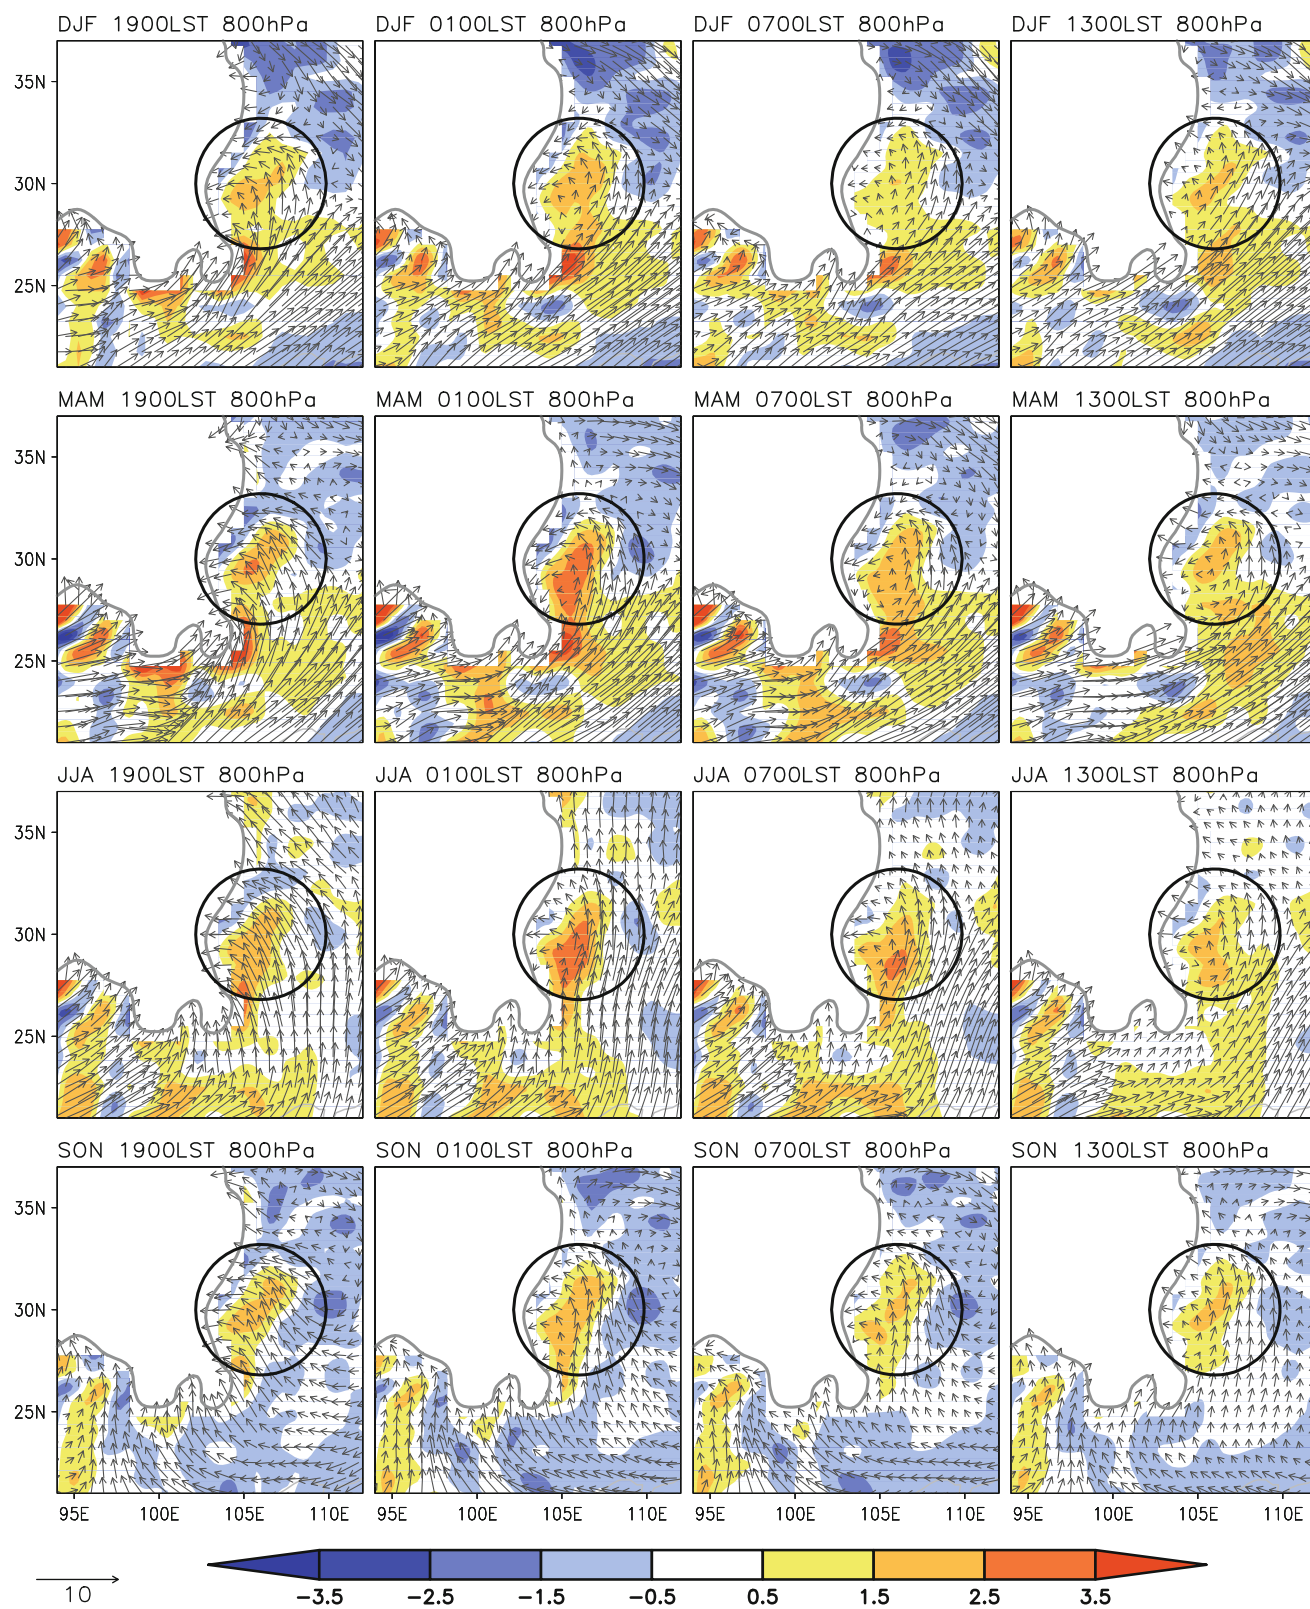 DJF 1900LST 800hPa
DJF 0100LST 800hPa
DJF 0700LST 800hPa
DJF 1300LST 800hPa
35N
30N
25N
MAM 1900LST 800hPa
MAM 0100LST 800hPa
MAM 0700LST 800hPa
MAM 1300LST 800hPa
35N
30N
25N
JJA 1900LST 800hPa
JJA 0100LST 800hPa
JJA 0700LST 800hPa
JJA 1300LST 800hPa
35N
30N
25N
SON 1900LST 800hPa
SON 0100LST 800hPa
SON 0700LST 800hPa
SON 1300LST 800hPa
35N
30N
25N
95E 100E 105E 110E 95E 100E 105E 110E 95E 100E 105E 110E 95E 100E 105E 110E
10
−3.5 −2.5 −1.5 −0.5 0.5 1.5 2.5 3.5